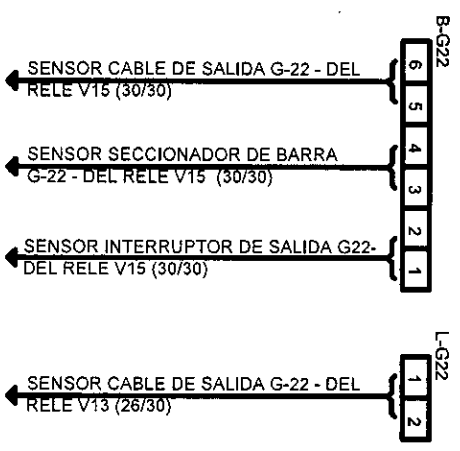 B-G22
SENSOR CABLE DE SALIDA G-22 - DEL
RELE V15 (30/30)
6
5
SENSOR SECCIONADOR DE BARRA
G-22 - DEL RELE V15 (30/30)
4
3
SENSOR INTERRUPTOR DE SALIDA G22-
DEL RELE V15 (30/30)
2
1
L-G22
SENSOR CABLE DE SALIDA G-22 - DEL
RELE V13 (26/30)
1
2